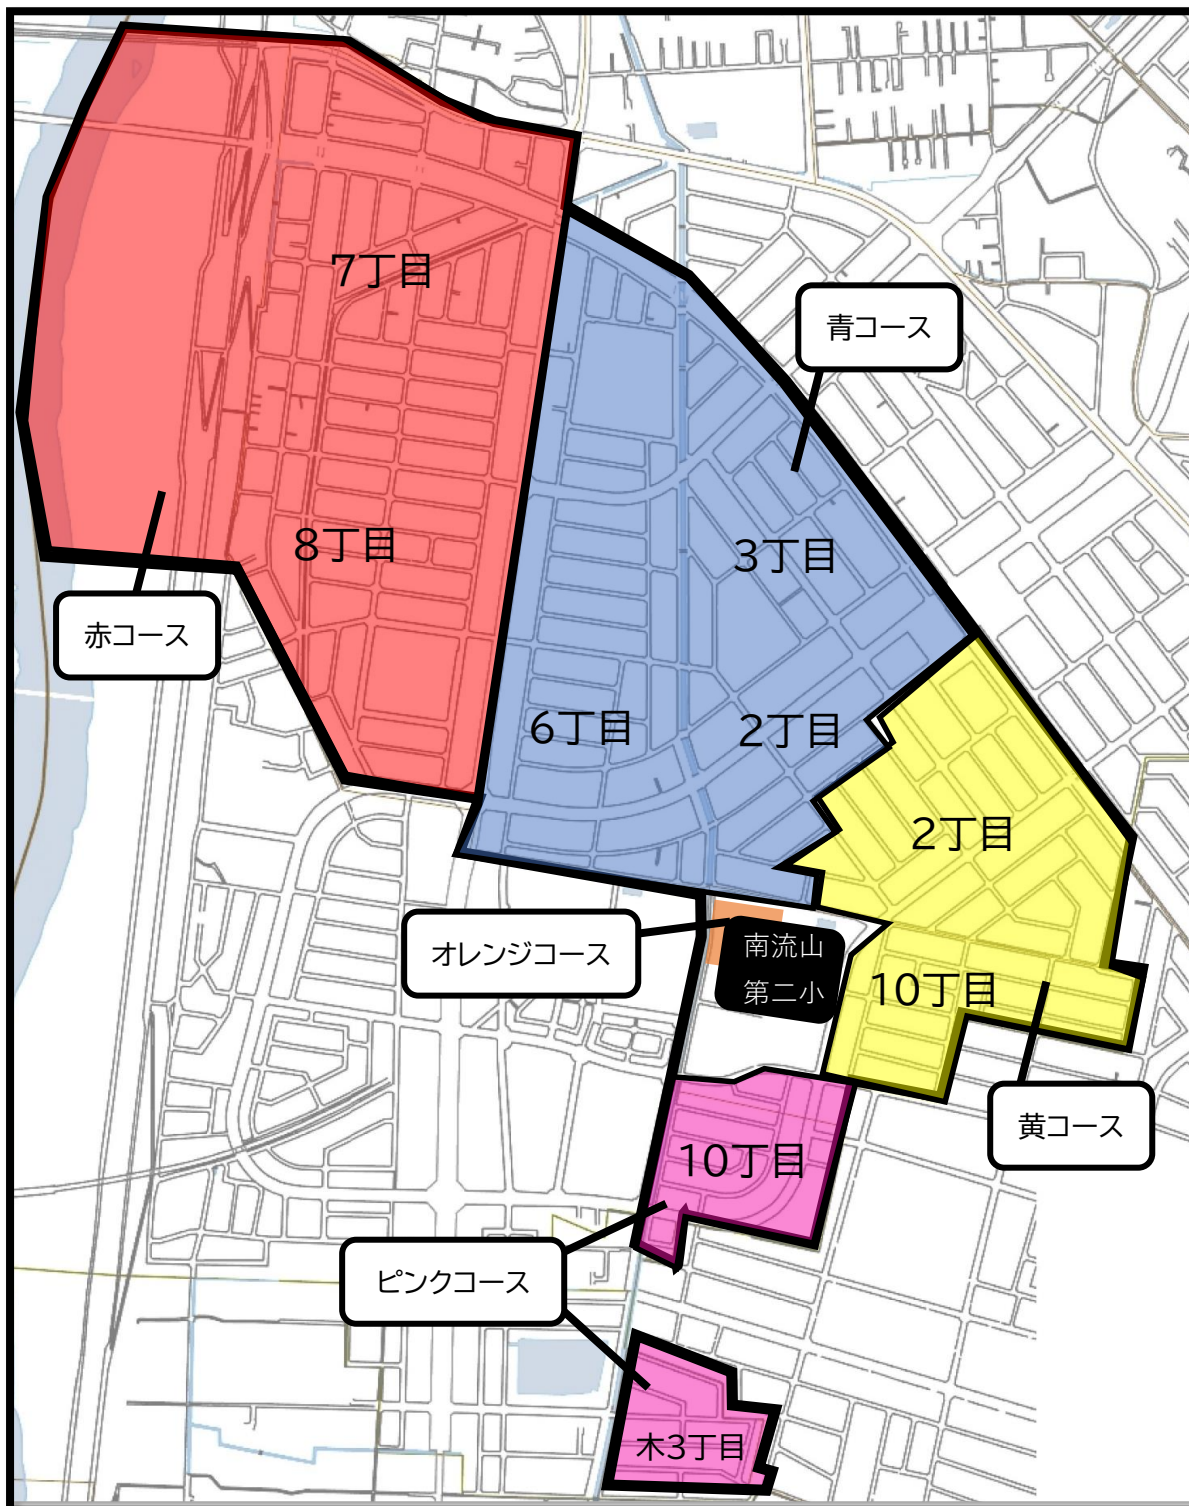 7丁目
青コース
8丁目
3丁目
赤コース
6丁目
2丁目
2丁目
オレンジコース
南流山
第二小
10丁目
黄コース
10丁目
ピンクコース
木3丁目